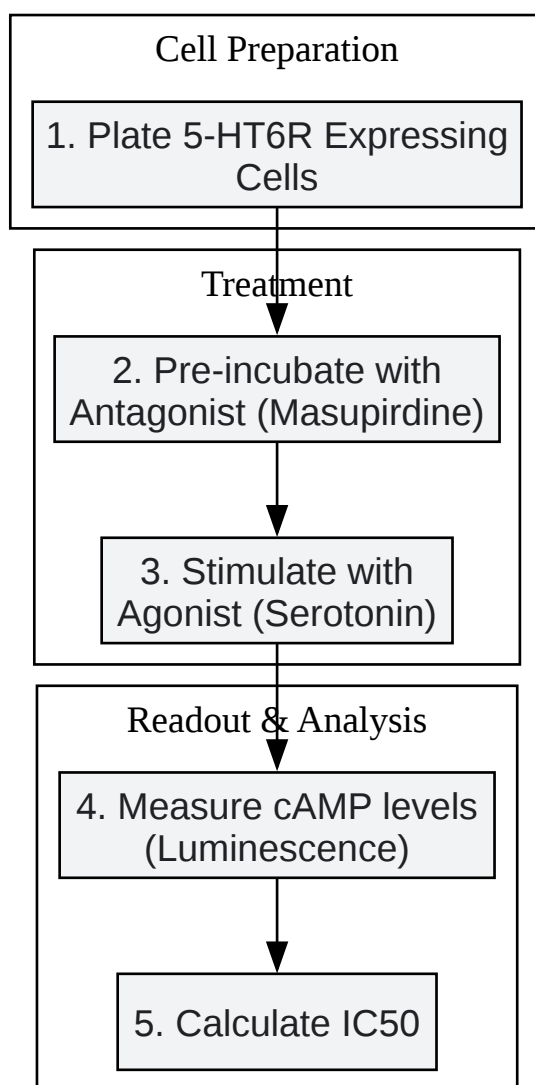 Cell Preparation
1. Plate 5-HT6R Expressing
Cells
Treatment
2. Pre-incubate with
Antagonist (Masupirdine)
3. Stimulate with
Agonist (Serotonin)
Readout & Analysis
4. Measure cAMP levels
(Luminescence)
5. Calculate IC50